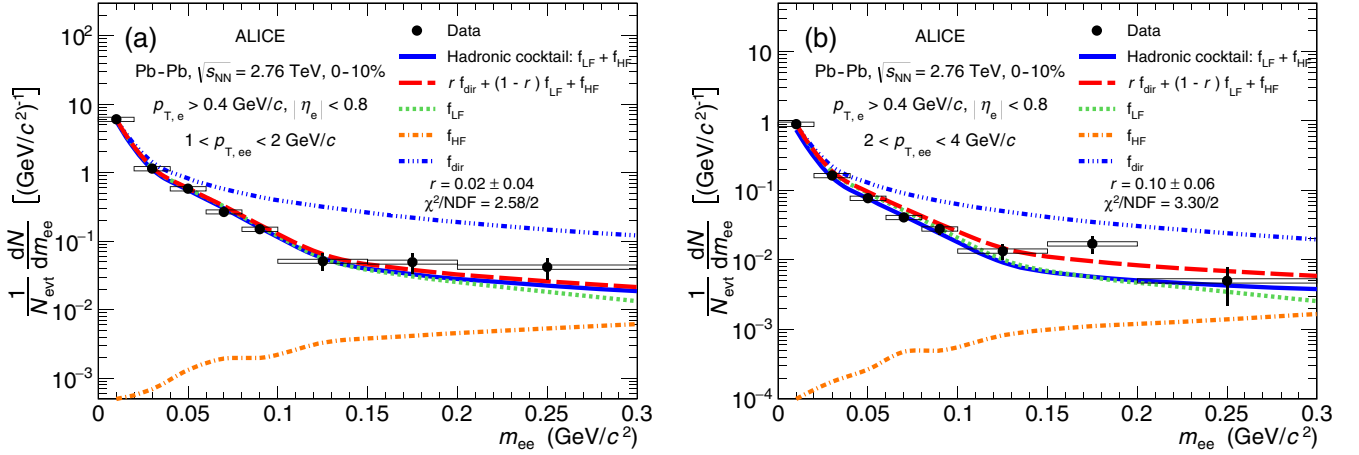 (a)
ALICE
Pb-Pb, √s_NN = 2.76 TeV, 0-10%
p_T,e > 0.4 GeV/c, |η_e| < 0.8
1 < p_T,ee < 2 GeV/c
Data
Hadronic cocktail: f_LF + f_HF
r f_dir + (1 - r) f_LF + f_HF
f_LF
f_HF
f_dir
r = 0.02 ± 0.04
χ²/NDF = 2.58/2
10²
10
1
10⁻¹
10⁻²
10⁻³
1/N_evt dN/dm_ee [(GeV/c²)⁻¹]
0 0.05 0.1 0.15 0.2 0.25 0.3
m_ee (GeV/c²)
(b)
ALICE
Pb-Pb, √s_NN = 2.76 TeV, 0-10%
p_T,e > 0.4 GeV/c, |η_e| < 0.8
2 < p_T,ee < 4 GeV/c
Data
Hadronic cocktail: f_LF + f_HF
r f_dir + (1 - r) f_LF + f_HF
f_LF
f_HF
f_dir
r = 0.10 ± 0.06
χ²/NDF = 3.30/2
10
1
10⁻¹
10⁻²
10⁻³
10⁻⁴
1/N_evt dN/dm_ee [(GeV/c²)⁻¹]
0 0.05 0.1 0.15 0.2 0.25 0.3
m_ee (GeV/c²)